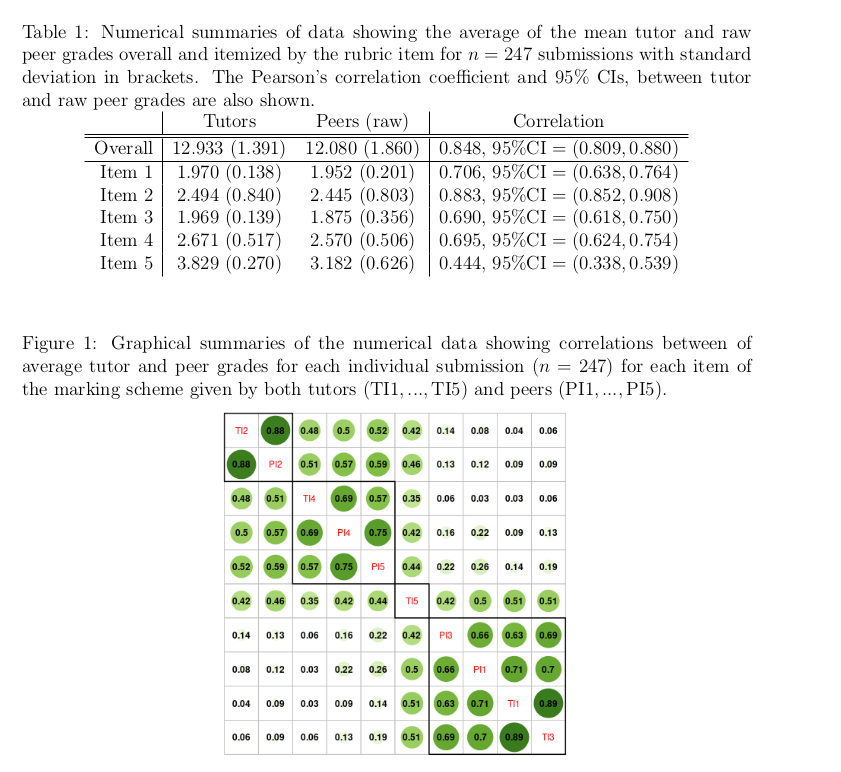 Table 1: Numerical summaries of data showing the average of the mean tutor and raw
peer grades overall and itemized by the rubric item for n = 247 submissions with standard
deviation in brackets. The Pearson's correlation coefficient and 95% CIs, between tutor
and raw peer grades are also shown.
Tutors Peers (raw) Correlation
Overall 12.933 (1.391) 12.080 (1.860) 0.848, 95%CI = (0.809, 0.880)
Item 1 1.970 (0.138) 1.952 (0.201) 0.706, 95%CI = (0.638, 0.764)
Item 2 2.494 (0.840) 2.445 (0.803) 0.883, 95%CI = (0.852, 0.908)
Item 3 1.969 (0.139) 1.875 (0.356) 0.690, 95%CI = (0.618, 0.750)
Item 4 2.671 (0.517) 2.570 (0.506) 0.695, 95%CI = (0.624, 0.754)
Item 5 3.829 (0.270) 3.182 (0.626) 0.444, 95%CI = (0.338, 0.539)
Figure 1: Graphical summaries of the numerical data showing correlations between of
average tutor and peer grades for each individual submission (n = 247) for each item of
the marking scheme given by both tutors (TI1, ..., TI5) and peers (PI1, ..., PI5).
TI2 0.88 0.48 0.5 0.52 0.42 0.14 0.08 0.04 0.06
0.88 PI2 0.51 0.57 0.59 0.46 0.13 0.12 0.09 0.09
0.48 0.51 TI4 0.69 0.57 0.35 0.06 0.03 0.03 0.06
0.5 0.57 0.69 PI4 0.75 0.42 0.16 0.22 0.09 0.13
0.52 0.59 0.57 0.75 PI5 0.44 0.22 0.26 0.14 0.19
0.42 0.46 0.35 0.42 0.44 TI5 0.42 0.5 0.51 0.51
0.14 0.13 0.06 0.16 0.22 0.42 PI3 0.66 0.63 0.69
0.08 0.12 0.03 0.22 0.26 0.5 0.66 PI1 0.71 0.7
0.04 0.09 0.03 0.09 0.14 0.51 0.63 0.71 TI1 0.89
0.06 0.09 0.06 0.13 0.19 0.51 0.69 0.7 0.89 TI3